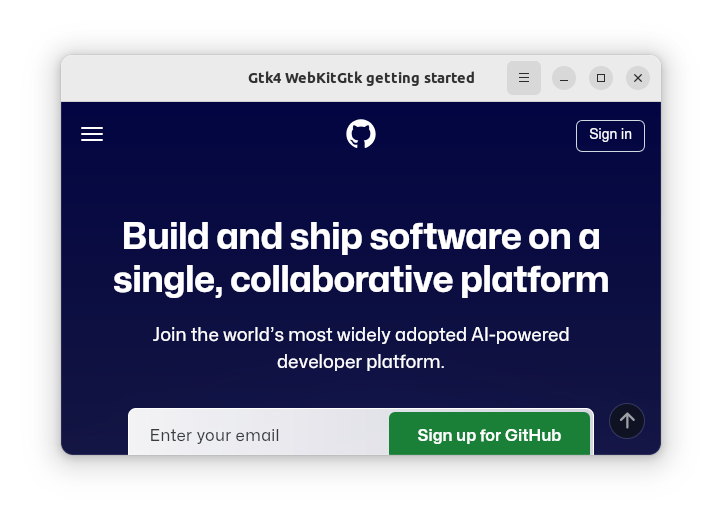 Gtk4 WebKitGtk getting started
Sign in
Build and ship software on a
single, collaborative platform
Join the world’s most widely adopted AI-powered
developer platform.
Enter your email
Sign up for GitHub